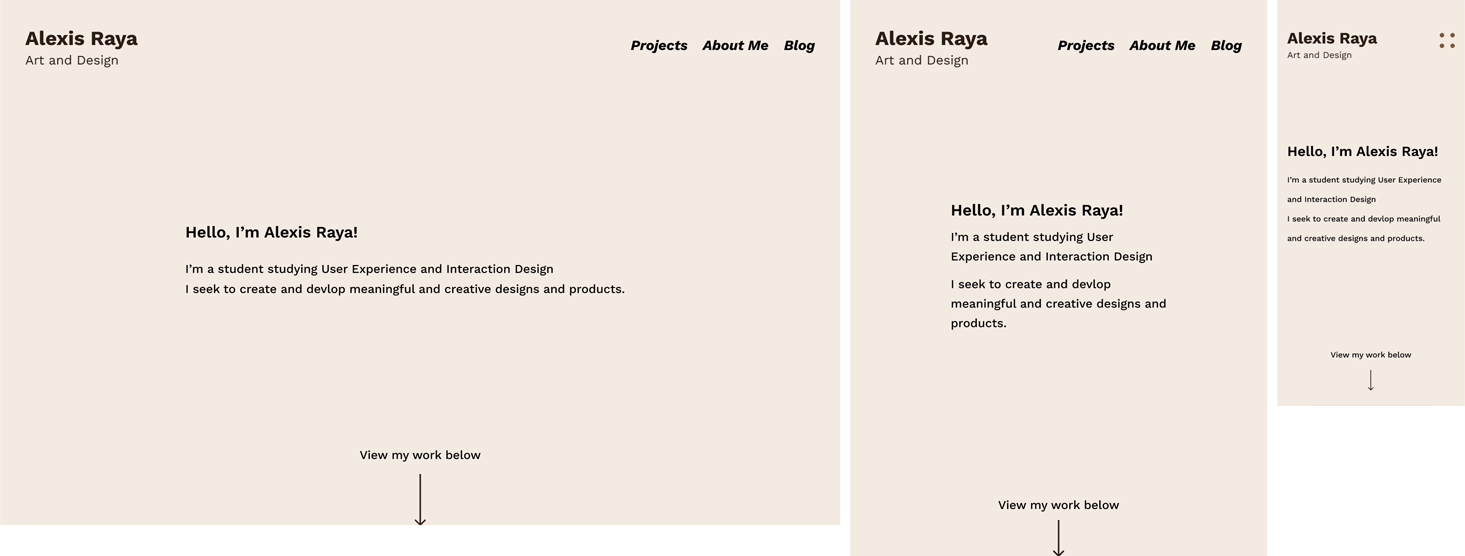 Alexis Raya
Art and Design
Projects About Me Blog
Hello, I’m Alexis Raya!
I’m a student studying User Experience and Interaction Design
I seek to create and devlop meaningful and creative designs and products.
View my work below
Alexis Raya
Art and Design
Projects About Me Blog
Hello, I’m Alexis Raya!
I’m a student studying User
Experience and Interaction Design
I seek to create and devlop
meaningful and creative designs and
products.
View my work below
Alexis Raya
Art and Design
Hello, I’m Alexis Raya!
I’m a student studying User Experience
and Interaction Design
I seek to create and devlop meaningful
and creative designs and products.
View my work below